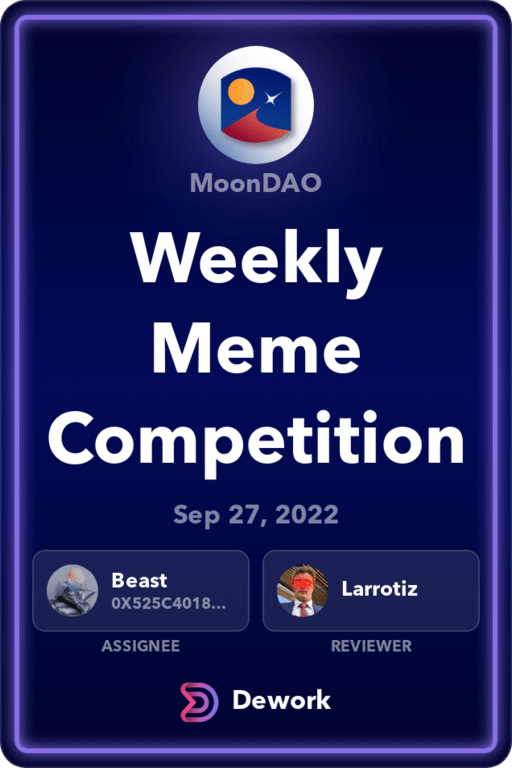 MoonDAO
Weekly
Meme
Competition
Sep 27, 2022
Beast
0X525C4018...
Larrotiz
ASSIGNEE
REVIEWER
Dework